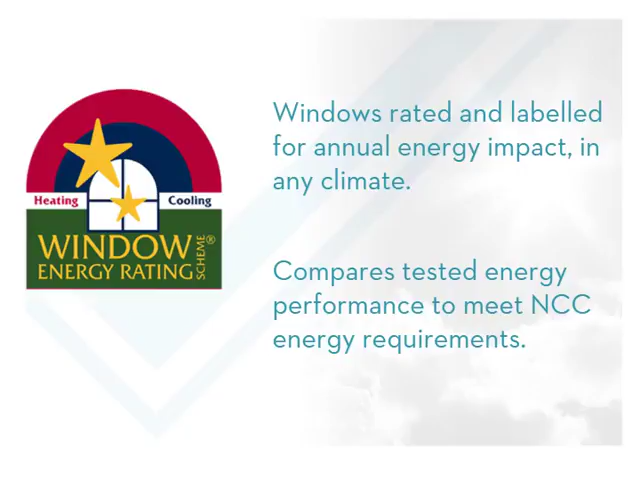 Heating
Cooling
WINDOW
ENERGY RATING
SCHEME®
Windows rated and labelled
for annual energy impact, in
any climate.
Compares tested energy
performance to meet NCC
energy requirements.